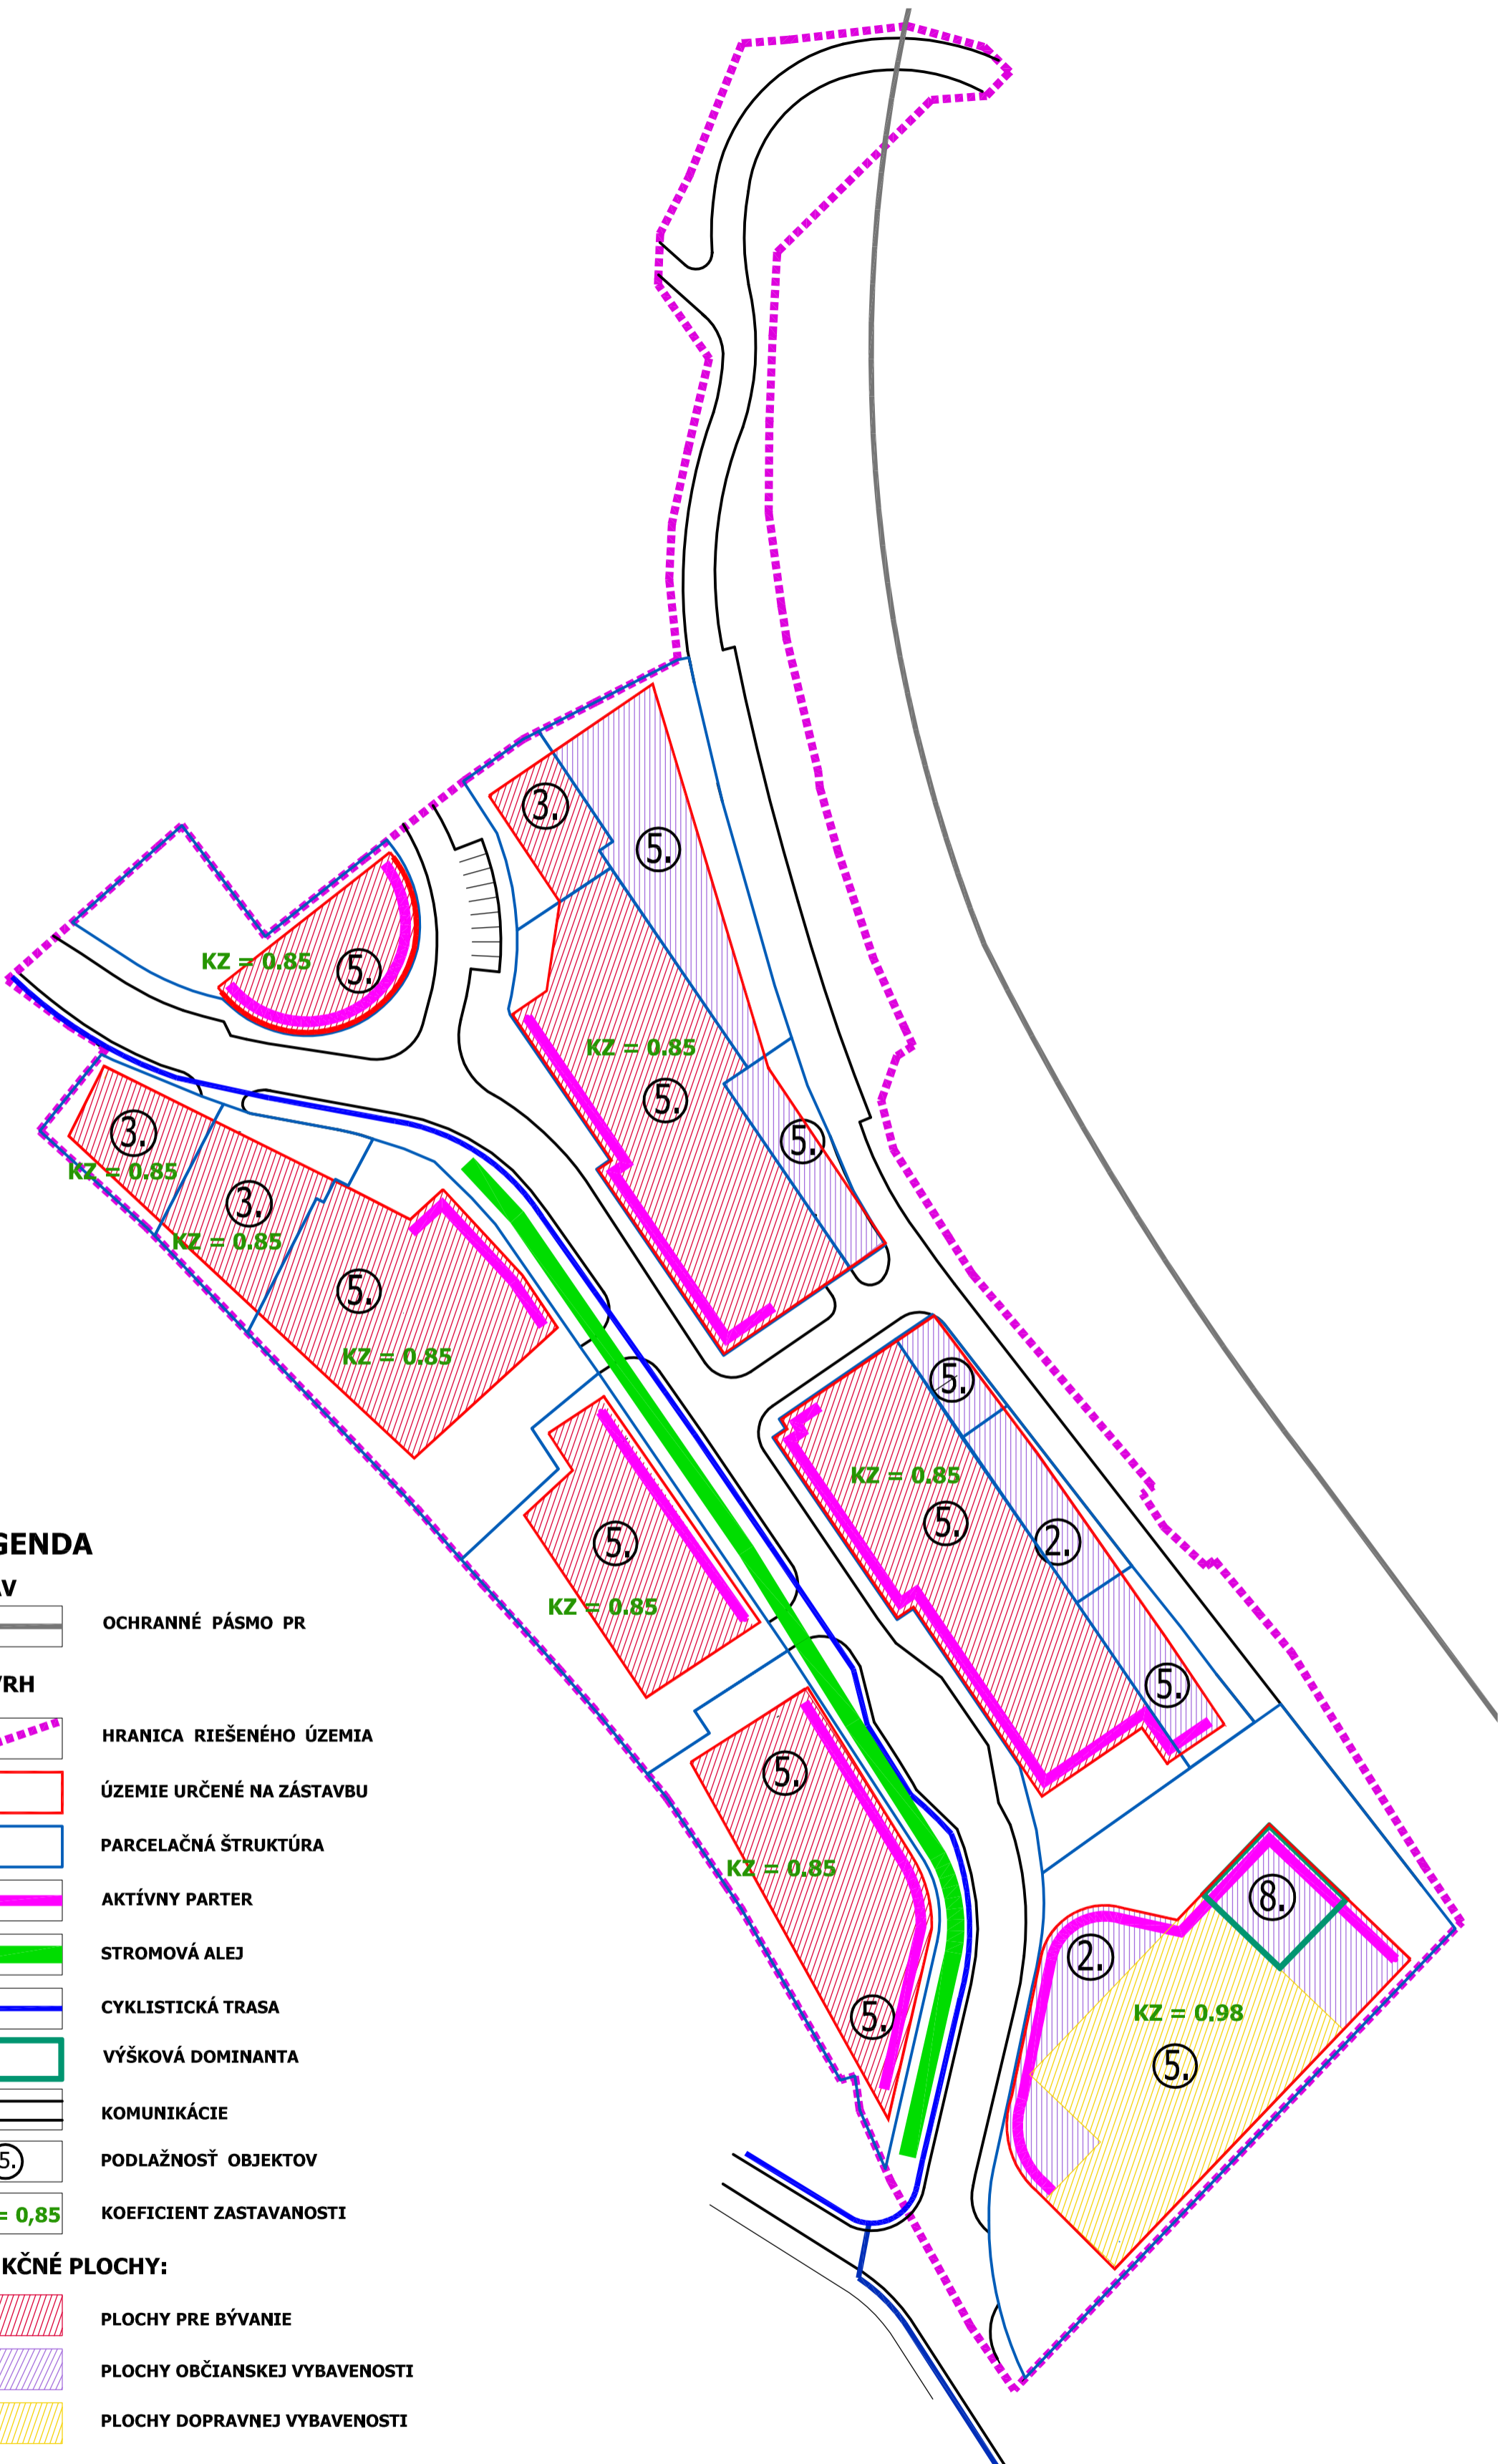 3.
5.
KZ = 0.85
5.
KZ = 0.85
5.
3.
5.
KZ = 0.85
3.
KZ = 0.85
5.
KZ = 0.85
5.
KZ = 0.85
5.
2.
5.
KZ = 0.85
5.
5.
KZ = 0.85
5.
8.
2.
KZ = 0.98
5.
GENDA
AV
OCHRANNÉ PÁSMO PR
VRH
HRANICA RIEŠENÉHO ÚZEMIA
ÚZEMIE URČENÉ NA ZÁSTAVBU
PARCELAČNÁ ŠTRUKTÚRA
AKTÍVNY PARTER
STROMOVÁ ALEJ
CYKLISTICKÁ TRASA
VÝŠKOVÁ DOMINANTA
KOMUNIKÁCIE
5. PODLAŽNOSŤ OBJEKTOV
= 0,85 KOEFICIENT ZASTAVANOSTI
KČNÉ PLOCHY:
PLOCHY PRE BÝVANIE
PLOCHY OBČIANSKEJ VYBAVENOSTI
PLOCHY DOPRAVNEJ VYBAVENOSTI